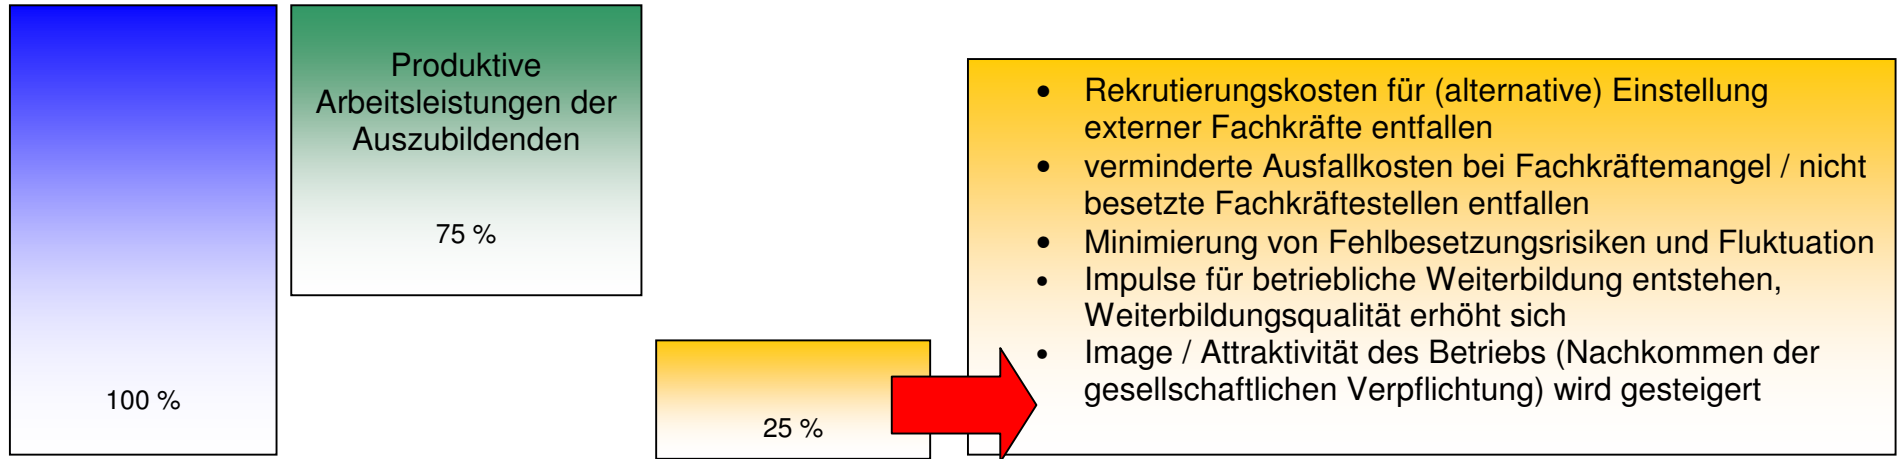 100 %
Produktive
Arbeitsleistungen der
Auszubildenden
75 %
25 %
• Rekrutierungskosten für (alternative) Einstellung
externer Fachkräfte entfallen
• verminderte Ausfallkosten bei Fachkräftemangel / nicht
besetzte Fachkräftestellen entfallen
• Minimierung von Fehlbesetzungsrisiken und Fluktuation
• Impulse für betriebliche Weiterbildung entstehen,
Weiterbildungsqualität erhöht sich
• Image / Attraktivität des Betriebs (Nachkommen der
gesellschaftlichen Verpflichtung) wird gesteigert